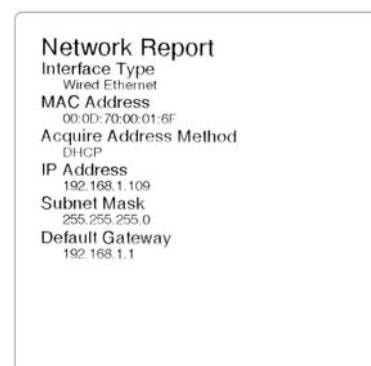 Network Report
Interface Type
Wired Ethernet
MAC Address
00:0D:70:00:01:6F
Acquire Address Method
DHCP
IP Address
192.168.1.109
Subnet Mask
255.255.255.0
Default Gateway
192.168.1.1